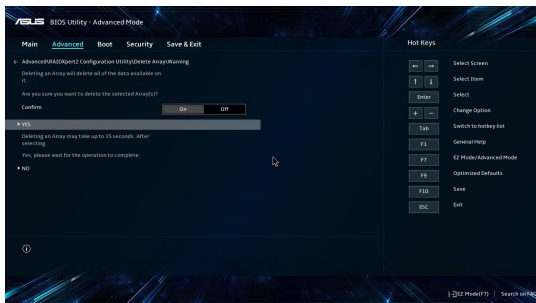 ASUS BIOS Utility - Advanced Mode
Main Advanced Boot Security Save & Exit
Hot Keys
← Advanced\RAIDXpert2 Configuration Utility\Delete Array\Warning
Deleting an Array will delete all of the data available on
it.
Are you sure you want to delete the selected Array(s)?
Confirm On Off
YES
Deleting an Array may take up to 15 seconds. After
selecting
Yes, please wait for the operation to complete.
NO
← → Select Screen
↑ ↓ Select Item
Enter Select
+ − Change Option
Tab Switch to hotkey list
F1 General Help
F7 EZ Mode/Advanced Mode
F9 Optimized Defaults
F10 Save
ESC Exit
EZ Mode(F7) | Search on FAQ